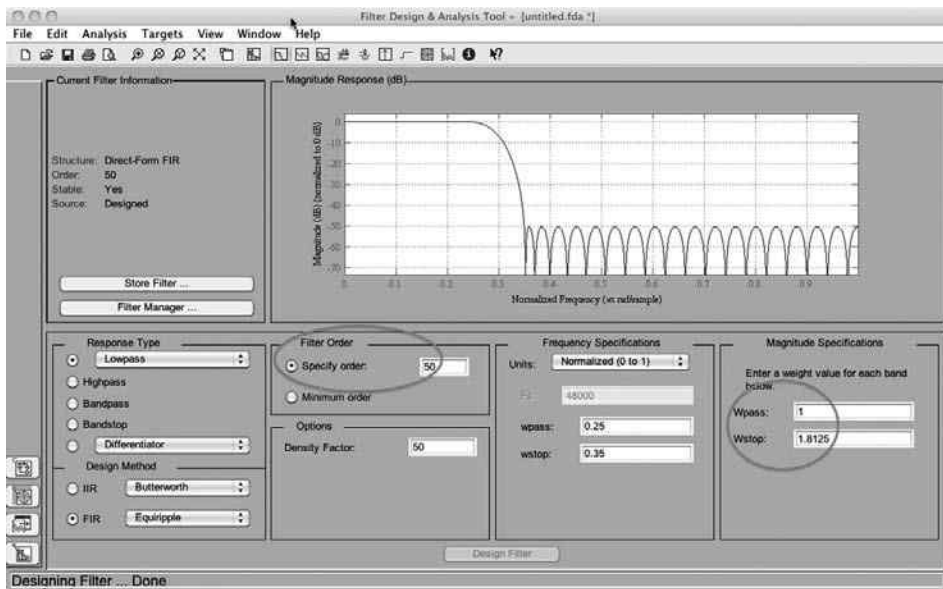 Filter Design & Analysis Tool - [untitled.fda *]
File Edit Analysis Targets View Window Help
Current Filter Information
Structure: Direct-Form FIR
Order: 50
Stable: Yes
Source: Designed
Store Filter ...
Filter Manager ...
Magnitude Response (dB)
Magnitude (dB) (normalized to 0 dB)
0
-10
-20
-30
-40
-50
-60
-70
0 0.1 0.2 0.3 0.4 0.5 0.6 0.7 0.8 0.9
Normalized Frequency (×π rad/sample)
Response Type
Lowpass
Highpass
Bandpass
Bandstop
Differentiator
Design Method
IIR Butterworth
FIR Equiripple
Filter Order
Specify order: 50
Minimum order
Options
Density Factor: 50
Frequency Specifications
Units: Normalized (0 to 1)
Fs: 48000
wpass: 0.25
wstop: 0.35
Magnitude Specifications
Enter a weight value for each band
below.
Wpass: 1
Wstop: 1.8125
Design Filter
Designing Filter ... Done